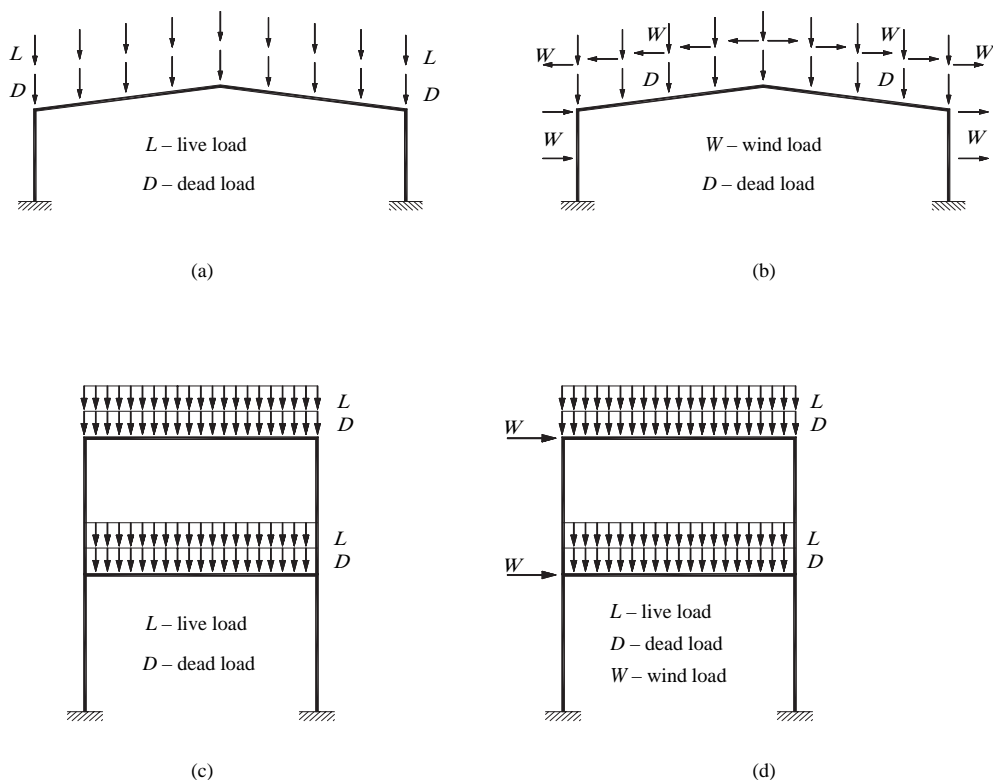 L
L
D
D
L – live load
D – dead load
(a)
W
W
W
W
D
D
W
W
W – wind load
D – dead load
(b)
L
D
L
D
L – live load
D – dead load
(c)
L
D
W
L
D
W
L – live load
D – dead load
W – wind load
(d)